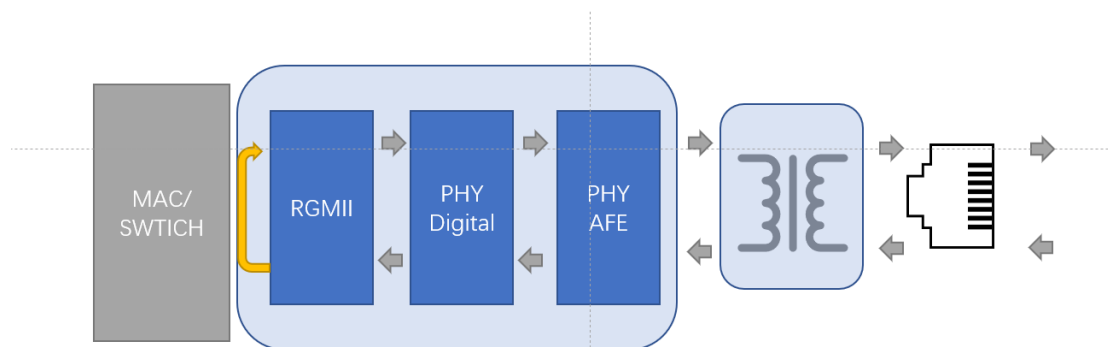 MAC/
SWTICH
RGMII
PHY
Digital
PHY
AFE